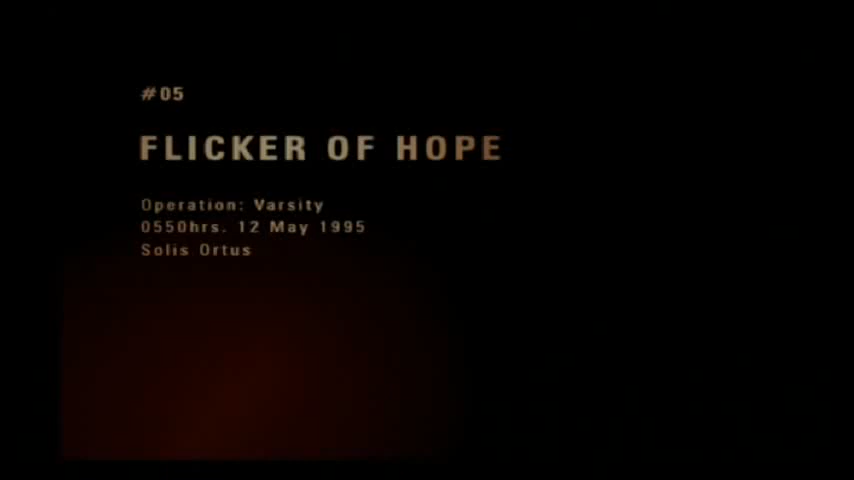 #05
FLICKER OF HOPE
Operation: Varsity
0550hrs. 12 May 1995
Solis Ortus